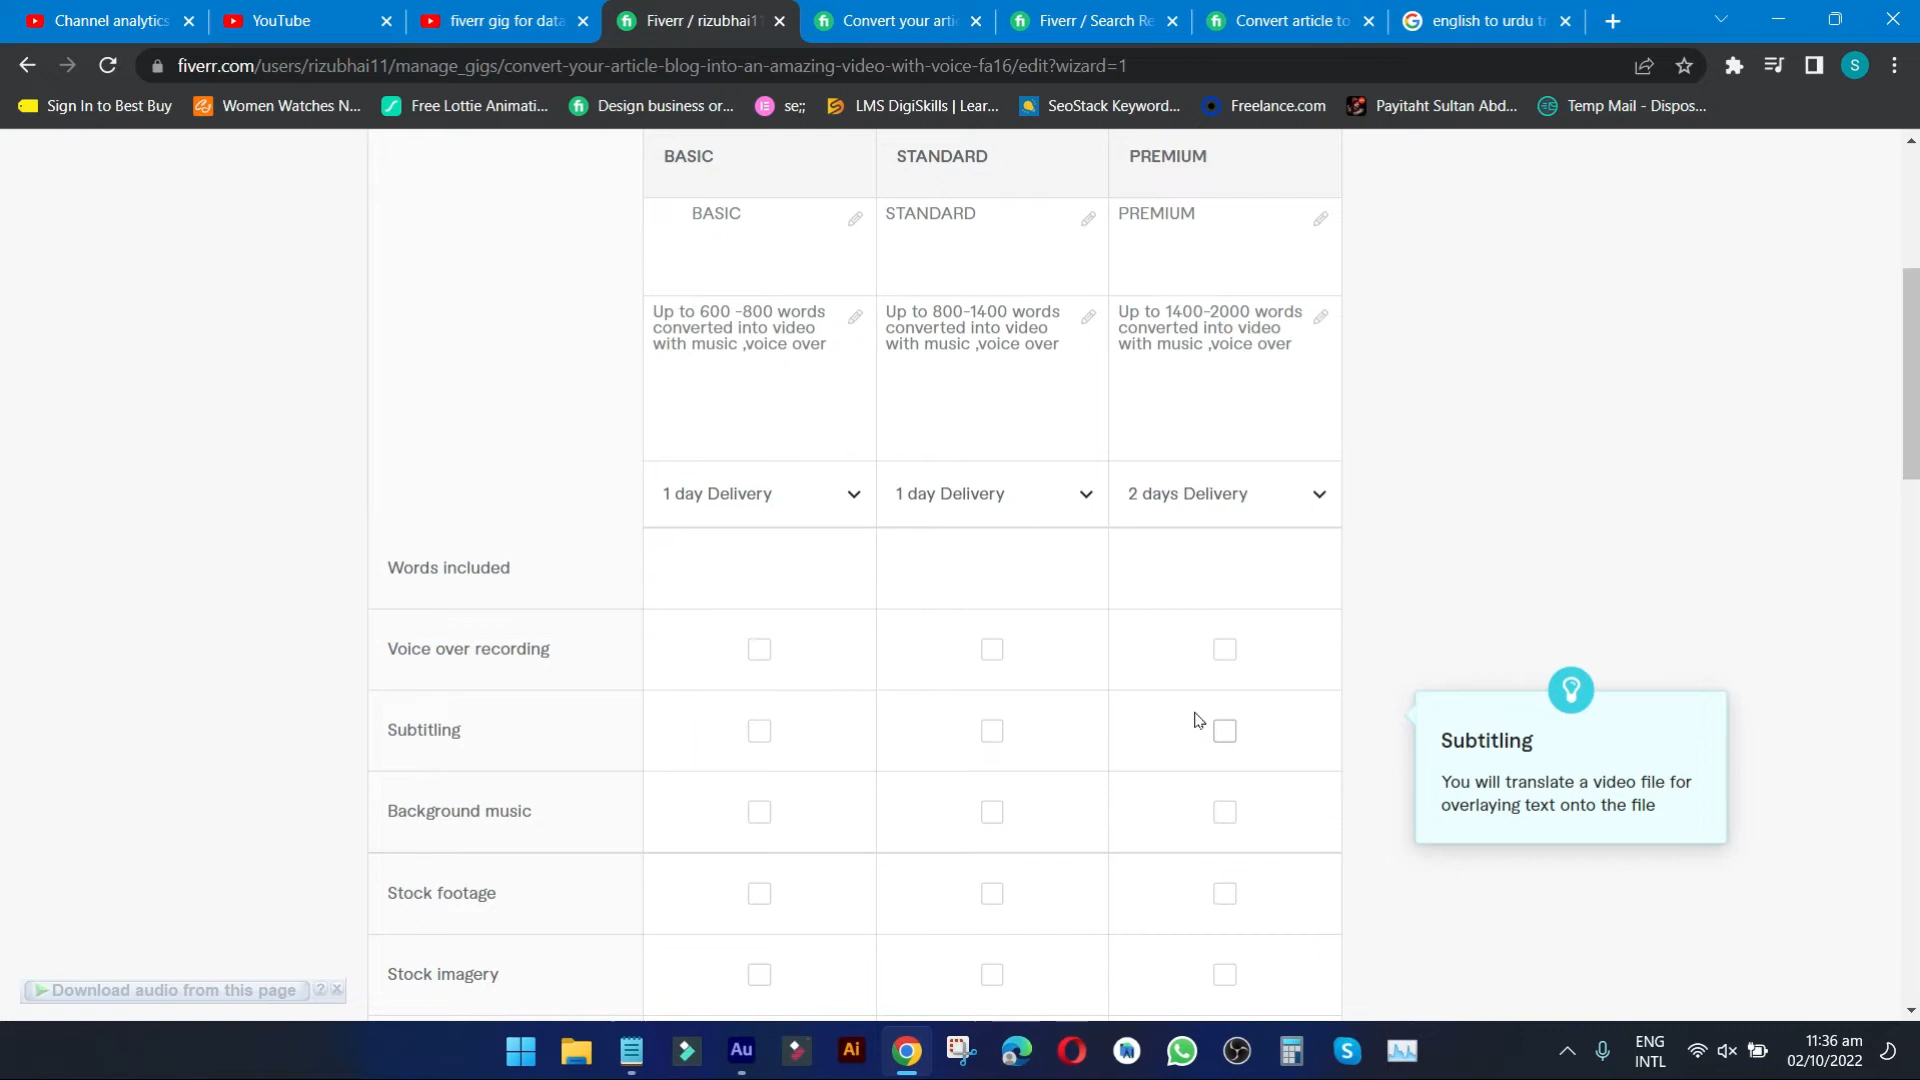 Channel analytics
YouTube
fiverr gig for data
Fiverr / rizubhai11
Convert your arti
Fiverr / Search Re
Convert article to
english to urdu tr
fiverr.com/users/rizubhai11/manage_gigs/convert-your-article-blog-into-an-amazing-video-with-voice-fa16/edit?wizard=1
S
Sign In to Best Buy
Women Watches N...
Free Lottie Animati...
Design business or...
se;;
LMS DigiSkills | Lear...
SeoStack Keyword...
Freelance.com
Payitaht Sultan Abd...
Temp Mail - Dispos...
BASIC STANDARD PREMIUM
BASIC STANDARD PREMIUM
Up to 600 -800 words
converted into video
with music ,voice over
Up to 800-1400 words
converted into video
with music ,voice over
Up to 1400-2000 words
converted into video
with music ,voice over
1 day Delivery 1 day Delivery 2 days Delivery
Words included
Voice over recording
Subtitling
Background music
Stock footage
Stock imagery
Subtitling
You will translate a video file for
overlaying text onto the file
Download audio from this page
Au
Ai
ENG
INTL
11:36 am
02/10/2022